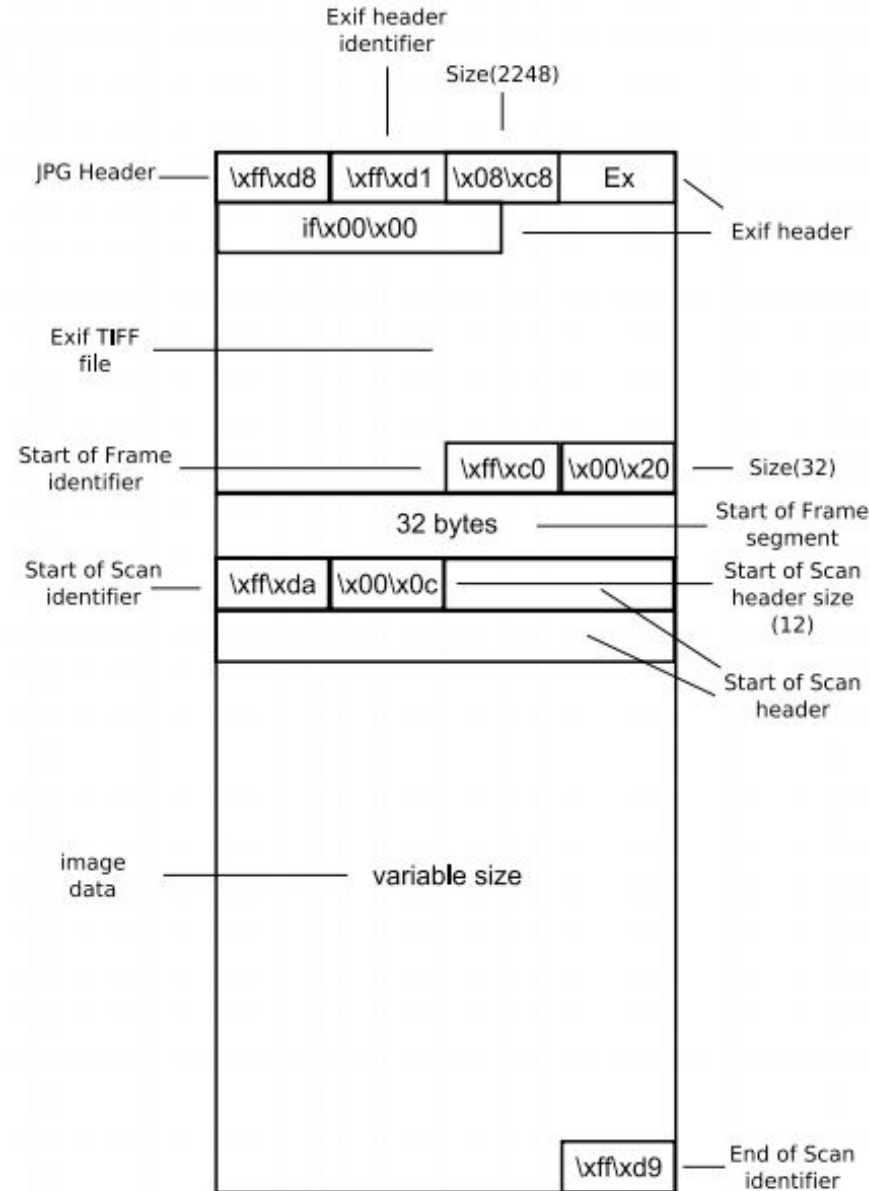 Exif header
identifier
Size(2248)
JPG Header
\xff\xd8
\xff\xd1
\x08\xc8
Ex
if\x00\x00
Exif header
Exif TIFF
file
Start of Frame
identifier
\xff\xc0
\x00\x20
Size(32)
32 bytes
Start of Frame
segment
Start of Scan
identifier
\xff\xda
\x00\x0c
Start of Scan
header size
(12)
Start of Scan
header
image
data
variable size
\xff\xd9
End of Scan
identifier